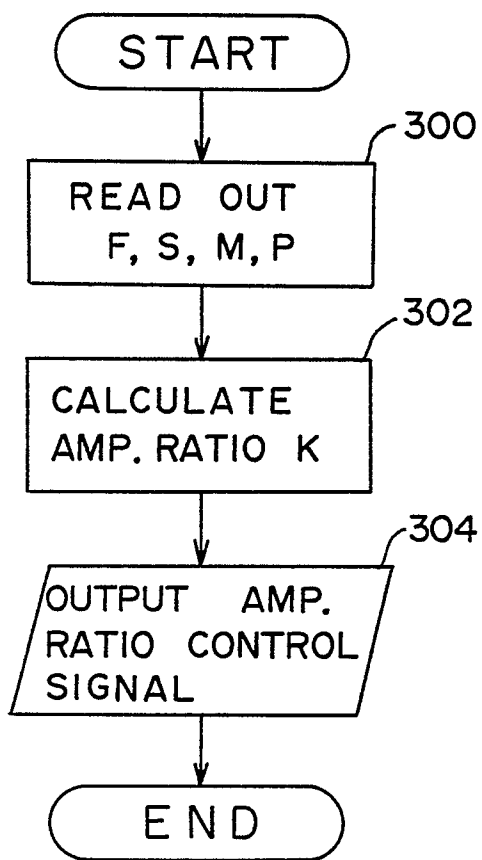 START
300
READ OUT
F, S, M, P
302
CALCULATE
AMP. RATIO K
304
OUTPUT AMP.
RATIO CONTROL
SIGNAL
END